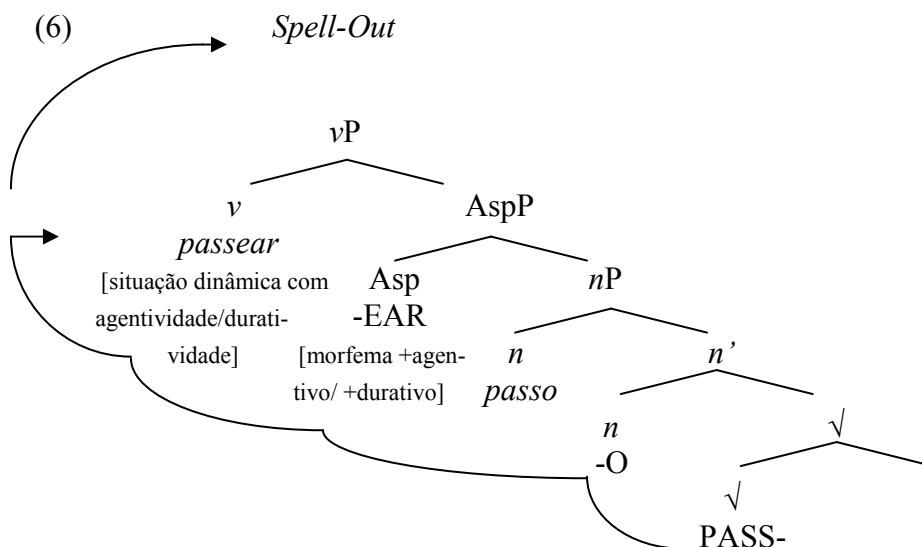 (6) Spell-Out
vP
v AspP
passear
Asp nP
[situação dinâmica com
-EAR
agentividade/durati-
vidade] [morfema +agen- n n’
tivo/ +durativo] passo
n √
-O
√
PASS-